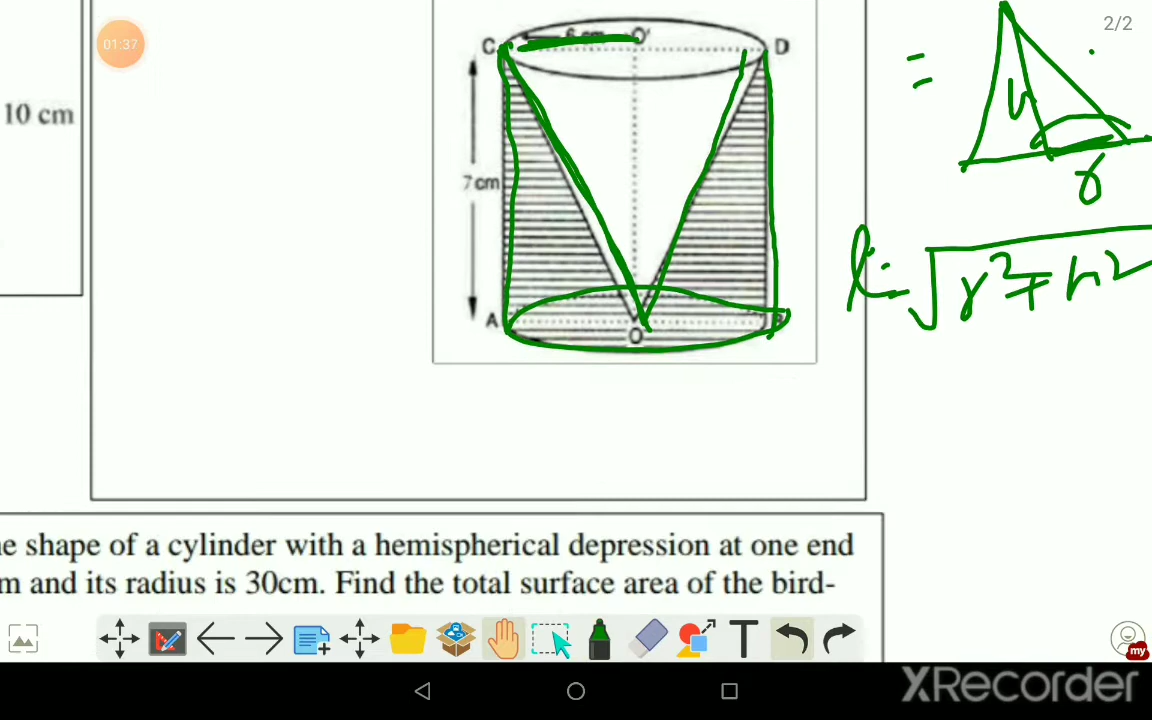 01:37
2/2
C 6 cm O' D
=
h
10 cm
r
7 cm
l = √r² + h²
A O B
e shape of a cylinder with a hemispherical depression at one end
m and its radius is 30cm. Find the total surface area of the bird-
T
my
XRecorder